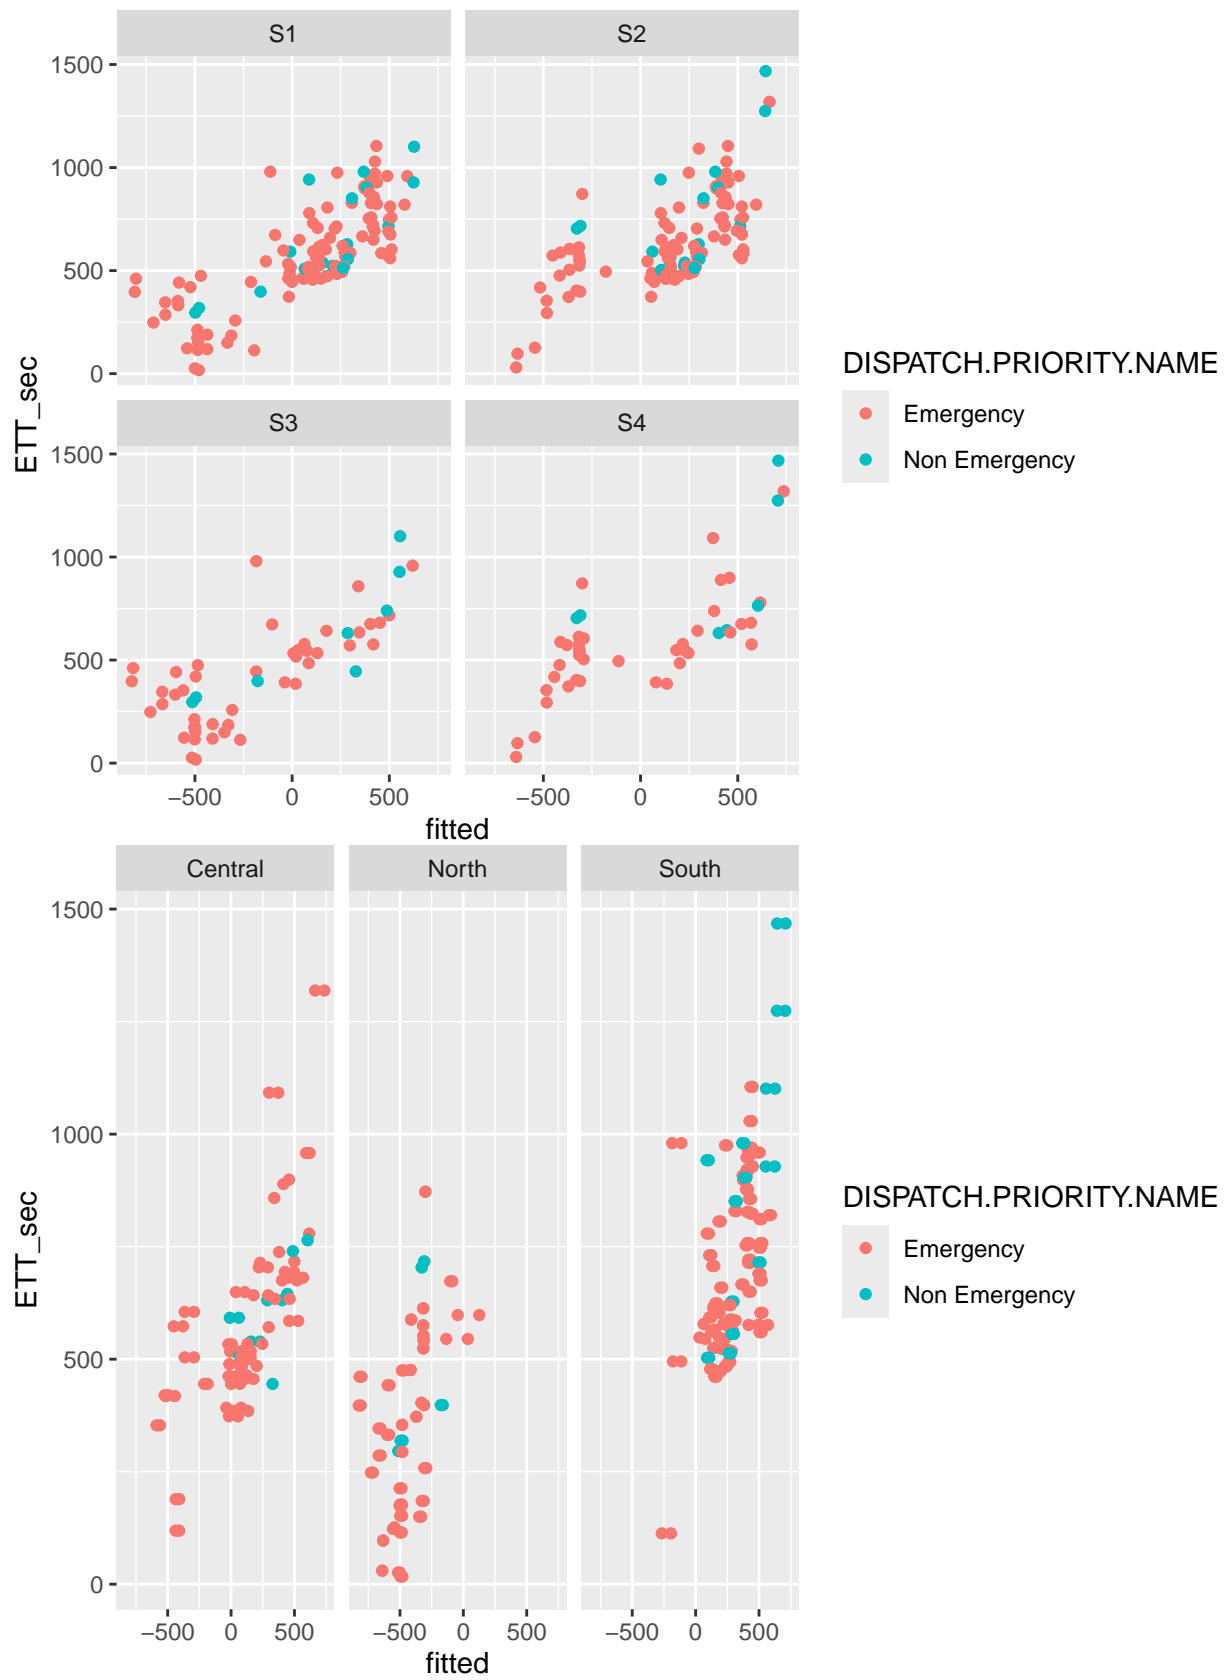 S1 S2
1500
1000
500
0
S3 S4
1500
1000
500
0
−500 0 500 −500 0 500
fitted
ETT_sec
DISPATCH.PRIORITY.NAME
Emergency
Non Emergency
Central North South
1500
1000
500
0
−500 0 500 −500 0 500 −500 0 500
fitted
ETT_sec
DISPATCH.PRIORITY.NAME
Emergency
Non Emergency